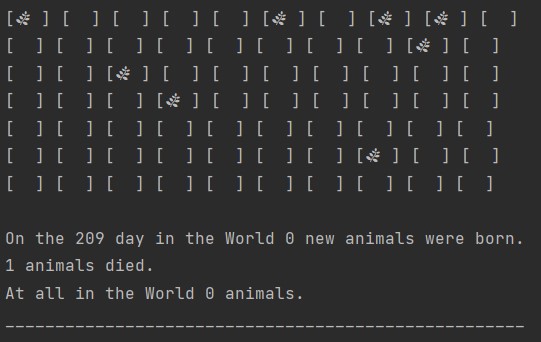 [🌿 ] [  ] [  ] [  ] [  ] [🌿 ] [  ] [🌿 ] [🌿 ] [  ]
[  ] [  ] [  ] [  ] [  ] [  ] [  ] [  ] [🌿 ] [  ]
[  ] [  ] [🌿 ] [  ] [  ] [  ] [  ] [  ] [  ] [  ]
[  ] [  ] [  ] [🌿 ] [  ] [  ] [  ] [  ] [  ] [  ]
[  ] [  ] [  ] [  ] [  ] [  ] [  ] [  ] [  ] [  ]
[  ] [  ] [  ] [  ] [  ] [  ] [  ] [🌿 ] [  ] [  ]
[  ] [  ] [  ] [  ] [  ] [  ] [  ] [  ] [  ] [  ]
On the 209 day in the World 0 new animals were born.
1 animals died.
At all in the World 0 animals.
____________________________________________________